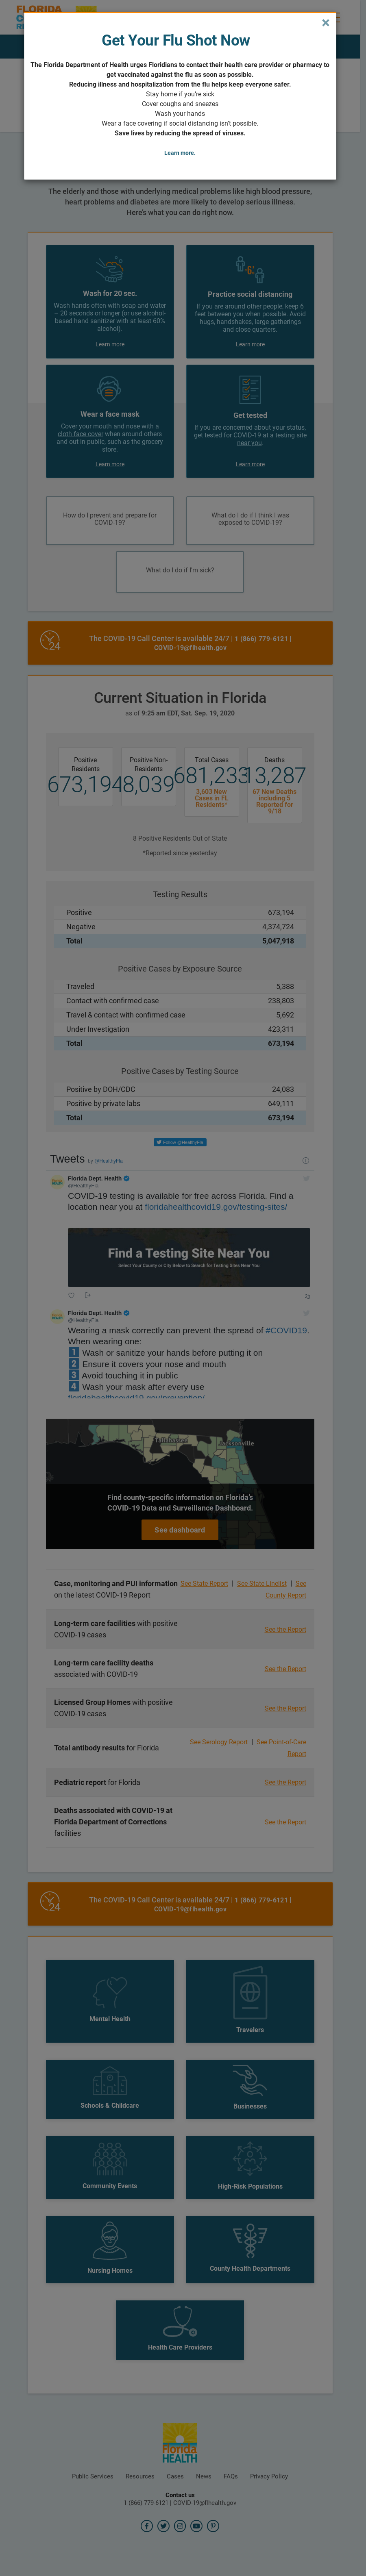 FLORIDA
×
Get Your Flu Shot Now
The Florida Department of Health urges Floridians to contact their health care provider or pharmacy to
get vaccinated against the flu as soon as possible.
Reducing illness and hospitalization from the flu helps keep everyone safer.
Stay home if you're sick
Cover coughs and sneezes
Wash your hands
Wear a face covering if social distancing isn't possible.
Save lives by reducing the spread of viruses.
Learn more.
The elderly and those with underlying medical problems like high blood pressure,
heart problems and diabetes are more likely to develop serious illness.
Here's what you can do right now.
Wash for 20 sec.
Wash hands often with soap and water
– 20 seconds or longer (or use alcohol-
based hand sanitizer with at least 60%
alcohol).
Learn more
Practice social distancing
If you are around other people, keep 6
feet between you when possible. Avoid
hugs, handshakes, large gatherings
and close quarters.
Learn more
Wear a face mask
Cover your mouth and nose with a
cloth face cover when around others
and out in public, such as the grocery
store.
Learn more
Get tested
If you are concerned about your status,
get tested for COVID-19 at a testing site
near you.
Learn more
How do I prevent and prepare for
COVID-19?
What do I do if I think I was
exposed to COVID-19?
What do I do if I'm sick?
24
The COVID-19 Call Center is available 24/7 | 1 (866) 779-6121 |
COVID-19@flhealth.gov
Current Situation in Florida
as of 9:25 am EDT, Sat. Sep. 19, 2020
Positive
Residents
673,194
Positive Non-
Residents
8,039
Total Cases
681,233
3,603 New
Cases in FL
Residents*
Deaths
13,287
67 New Deaths
Including 5
Reported for
9/18
8 Positive Residents Out of State
*Reported since yesterday
Testing Results
Positive 673,194
Negative 4,374,724
Total 5,047,918
Positive Cases by Exposure Source
Traveled 5,388
Contact with confirmed case 238,803
Travel & contact with confirmed case 5,692
Under Investigation 423,311
Total 673,194
Positive Cases by Testing Source
Positive by DOH/CDC 24,083
Positive by private labs 649,111
Total 673,194
Follow @HealthyFla
Tweets by @HealthyFla
Florida Dept. Health
@HealthyFla
COVID-19 testing is available for free across Florida. Find a
location near you at floridahealthcovid19.gov/testing-sites/
Find a Testing Site Near You
Select Your County or City Below to Search for Testing Sites Near You
Florida Dept. Health
@HealthyFla
Wearing a mask correctly can prevent the spread of #COVID19.
When wearing one:
1 Wash or sanitize your hands before putting it on
2 Ensure it covers your nose and mouth
3 Avoid touching it in public
4 Wash your mask after every use
floridahealthcovid19.gov/prevention/
Tallahassee
Jacksonville
Find county-specific information on Florida's
COVID-19 Data and Surveillance Dashboard.
See dashboard
Case, monitoring and PUI information
on the latest COVID-19 Report
See State Report | See State Linelist | See
County Report
Long-term care facilities with positive
COVID-19 cases
See the Report
Long-term care facility deaths
associated with COVID-19
See the Report
Licensed Group Homes with positive
COVID-19 cases
See the Report
Total antibody results for Florida
See Serology Report | See Point-of-Care
Report
Pediatric report for Florida
See the Report
Deaths associated with COVID-19 at
Florida Department of Corrections
facilities
See the Report
24
The COVID-19 Call Center is available 24/7 | 1 (866) 779-6121 |
COVID-19@flhealth.gov
Mental Health
Travelers
Schools & Childcare
Businesses
Community Events
High-Risk Populations
Nursing Homes
County Health Departments
Health Care Providers
Florida
HEALTH
Public Services
Resources
Cases
News
FAQs
Privacy Policy
Contact us
1 (866) 779-6121 | COVID-19@flhealth.gov